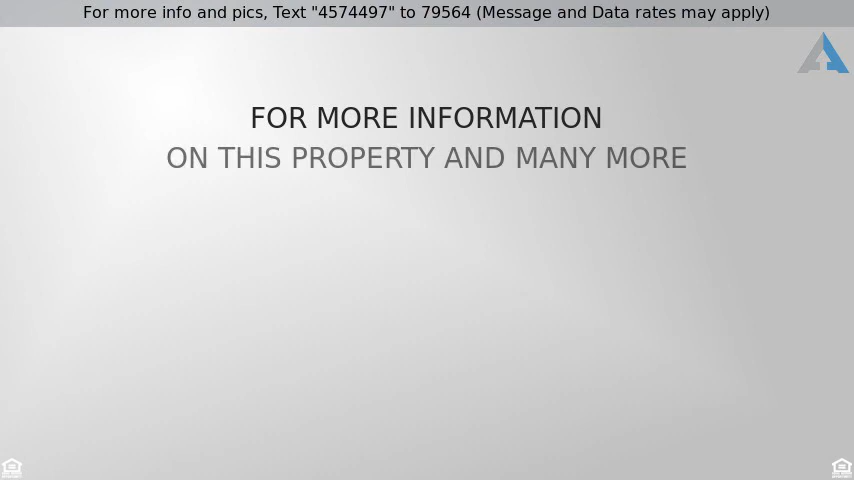 For more info and pics, Text "4574497" to 79564 (Message and Data rates may apply)
FOR MORE INFORMATION
ON THIS PROPERTY AND MANY MORE